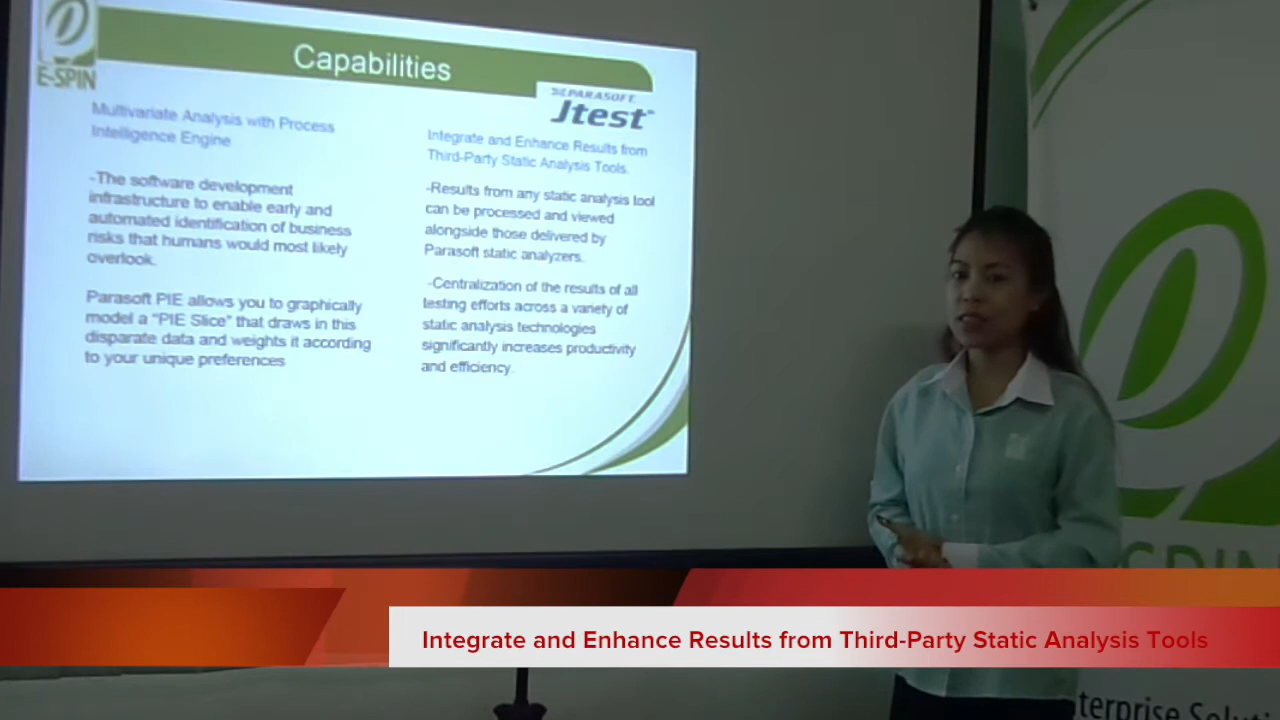 E-SPIN
Capabilities
PARASOFT
Jtest™
Multivariate Analysis with Process
Intelligence Engine
-The software development
infrastructure to enable early and
automated identification of business
risks that humans would most likely
overlook.
Parasoft PIE allows you to graphically
model a "PIE Slice" that draws in this
disparate data and weights it according
to your unique preferences
Integrate and Enhance Results from
Third-Party Static Analysis Tools.
-Results from any static analysis tool
can be processed and viewed
alongside those delivered by
Parasoft static analyzers.
-Centralization of the results of all
testing efforts across a variety of
static analysis technologies
significantly increases productivity
and efficiency.
Integrate and Enhance Results from Third-Party Static Analysis Tools